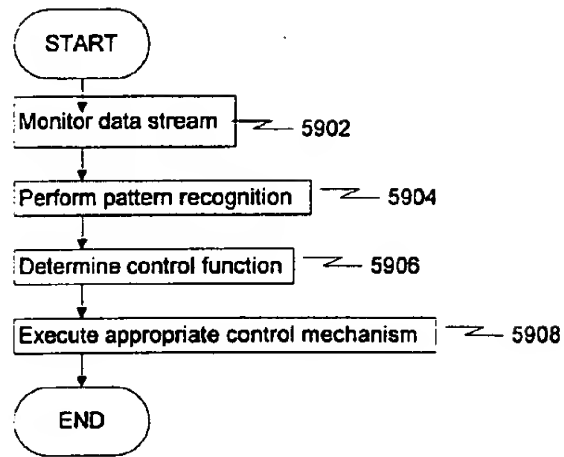 START
Monitor data stream 5902
Perform pattern recognition 5904
Determine control function 5906
Execute appropriate control mechanism 5908
END